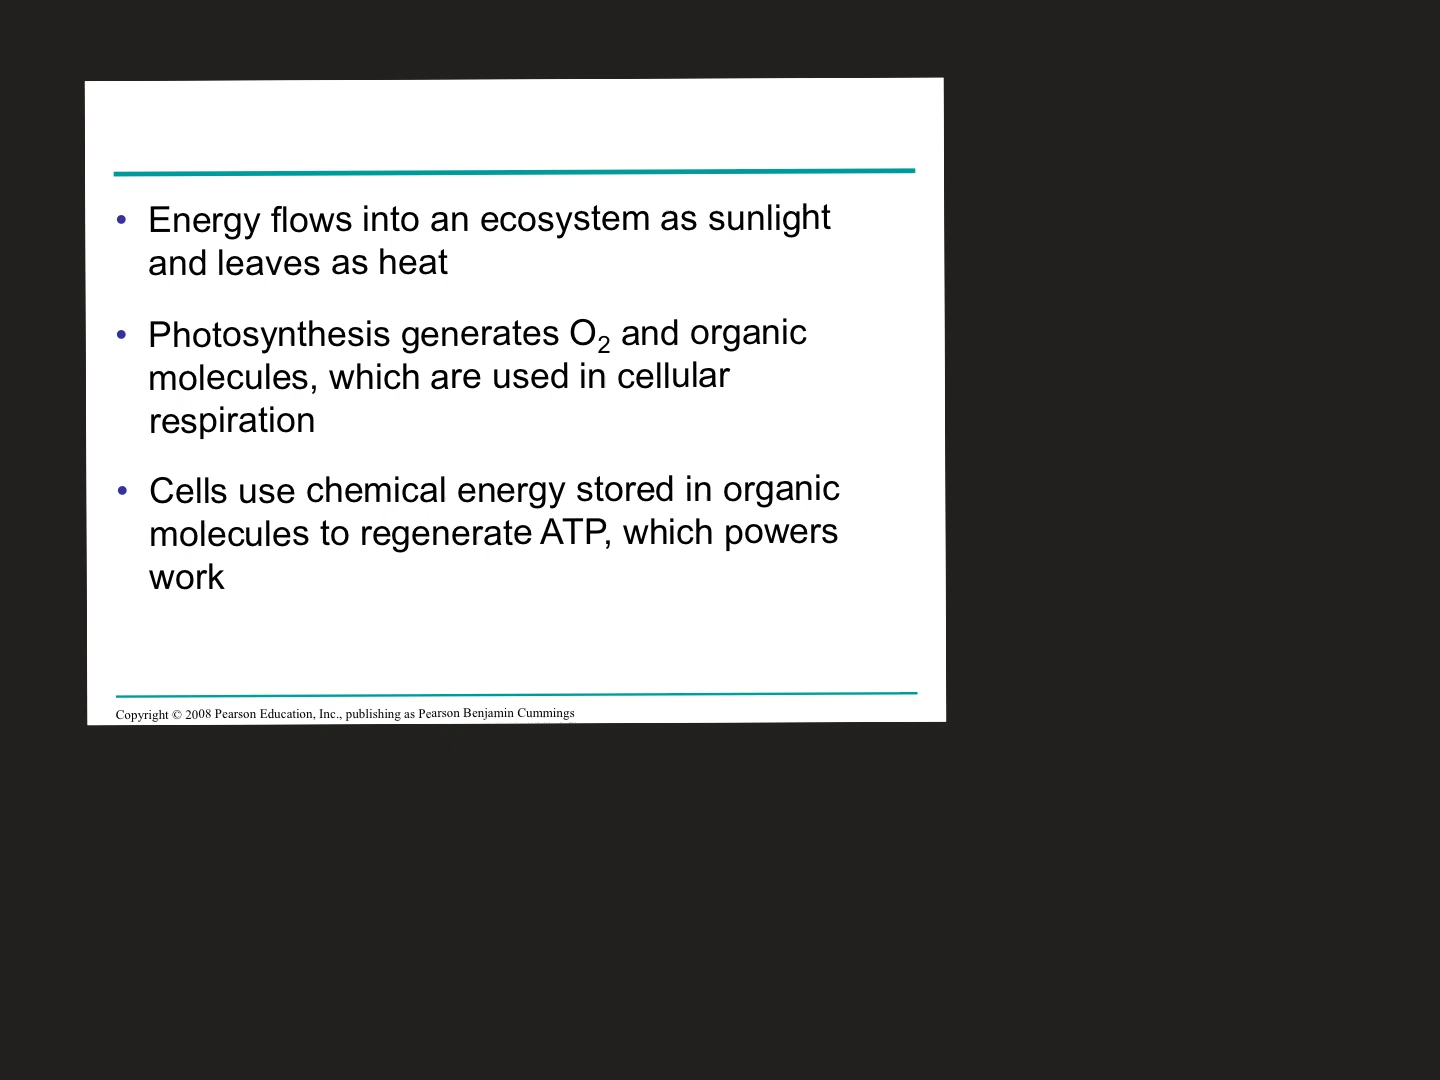 • Energy flows into an ecosystem as sunlight
and leaves as heat
• Photosynthesis generates O₂ and organic
molecules, which are used in cellular
respiration
• Cells use chemical energy stored in organic
molecules to regenerate ATP, which powers
work
Copyright © 2008 Pearson Education, Inc., publishing as Pearson Benjamin Cummings